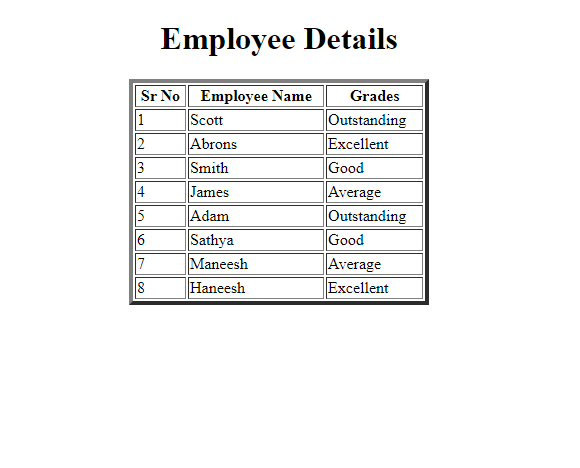 Employee Details
Sr No Employee Name Grades
1 Scott Outstanding
2 Abrons Excellent
3 Smith Good
4 James Average
5 Adam Outstanding
6 Sathya Good
7 Maneesh Average
8 Haneesh Excellent